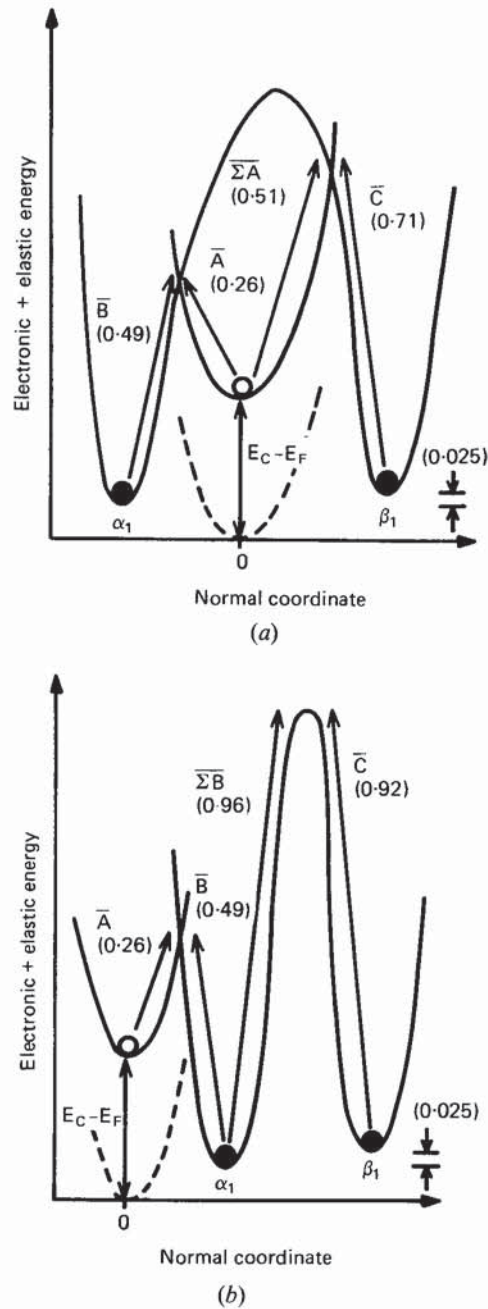 Electronic + elastic energy
Σ̅A̅
(0·51)
C̅
(0·71)
A̅
(0·26)
B̅
(0·49)
E_C–E_F
(0·025)
α₁
β₁
0
Normal coordinate
(a)
Electronic + elastic energy
Σ̅B̅
(0·96)
C̅
(0·92)
B̅
(0·49)
A̅
(0·26)
E_C–E_F
(0·025)
α₁
β₁
0
Normal coordinate
(b)